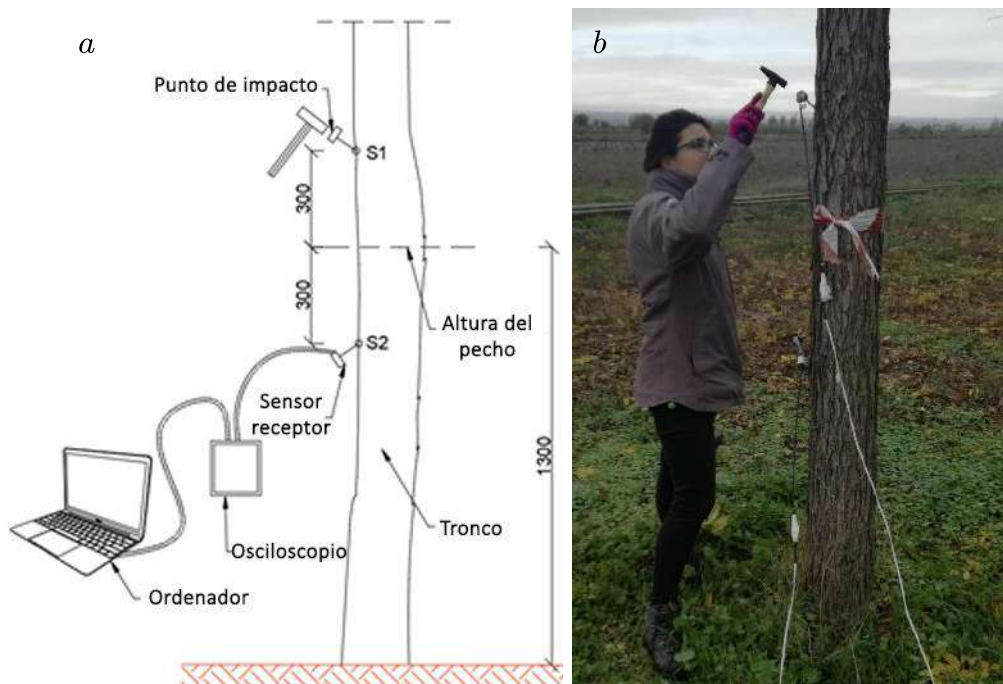 a
b
Punto de impacto
S1
300
300
Altura del
pecho
S2
Sensor
receptor
1300
Tronco
Osciloscopio
Ordenador